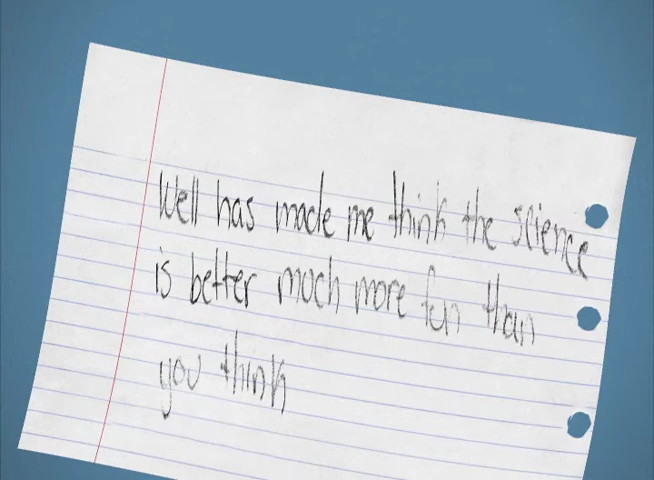 Well has made me think the science
is better much more fun than
you think